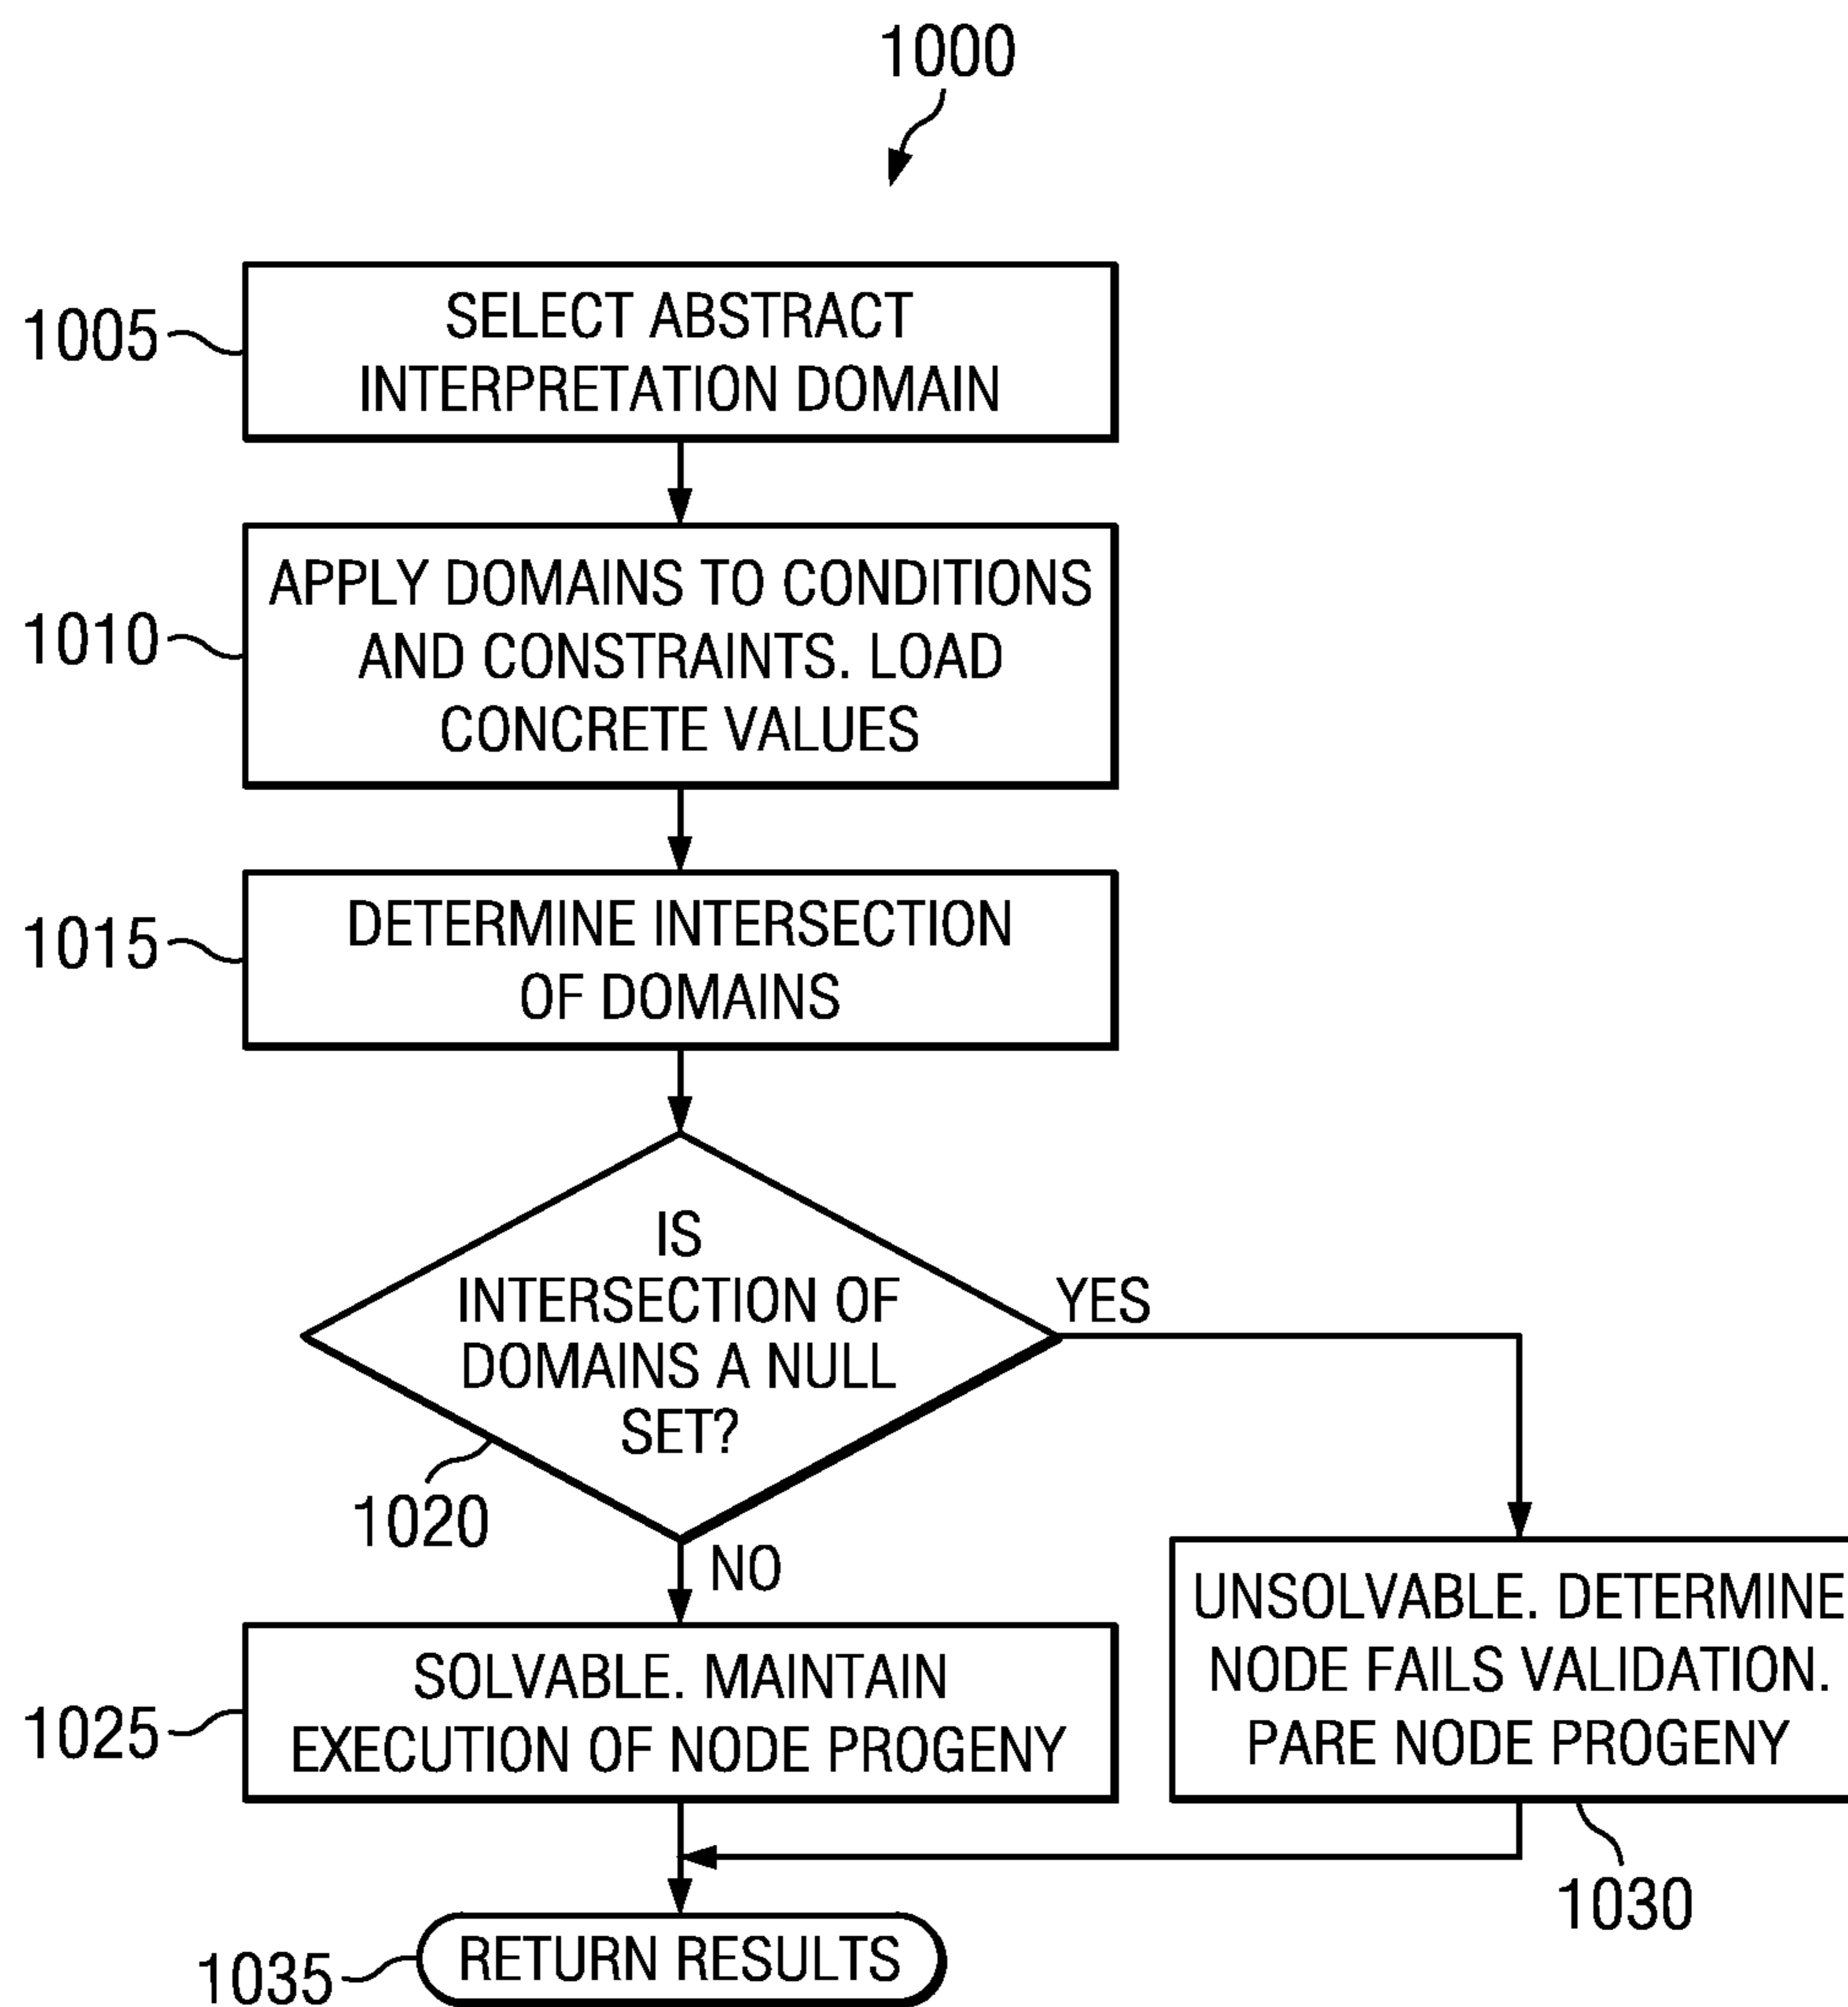 1000
1005
SELECT ABSTRACT
INTERPRETATION DOMAIN
1010
APPLY DOMAINS TO CONDITIONS
AND CONSTRAINTS. LOAD
CONCRETE VALUES
1015
DETERMINE INTERSECTION
OF DOMAINS
IS
INTERSECTION OF
DOMAINS A NULL
SET?
YES
1020
NO
1025
SOLVABLE. MAINTAIN
EXECUTION OF NODE PROGENY
UNSOLVABLE. DETERMINE
NODE FAILS VALIDATION.
PARE NODE PROGENY
1030
1035
RETURN RESULTS